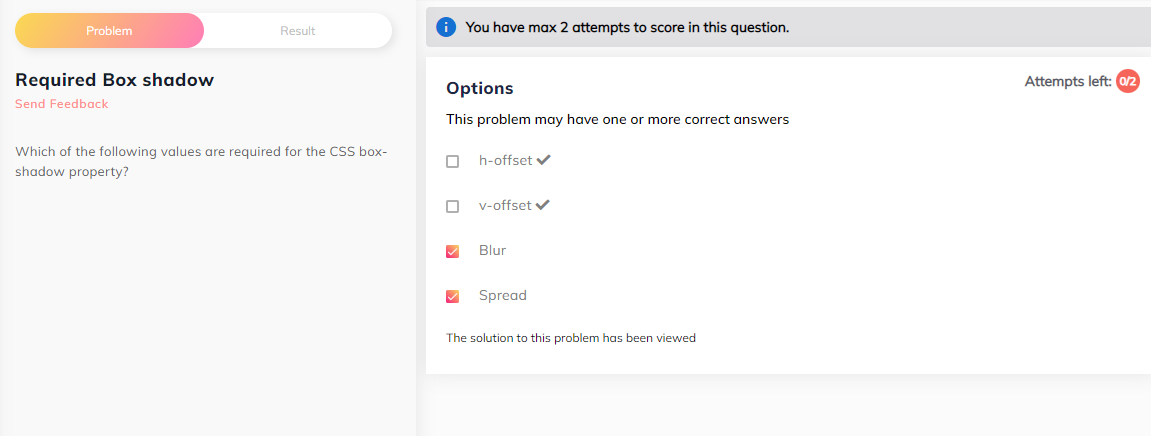 Problem
Result
Required Box shadow
Send Feedback
Which of the following values are required for the CSS box-
shadow property?
You have max 2 attempts to score in this question.
Options
Attempts left: 0/2
This problem may have one or more correct answers
h-offset
v-offset
Blur
Spread
The solution to this problem has been viewed